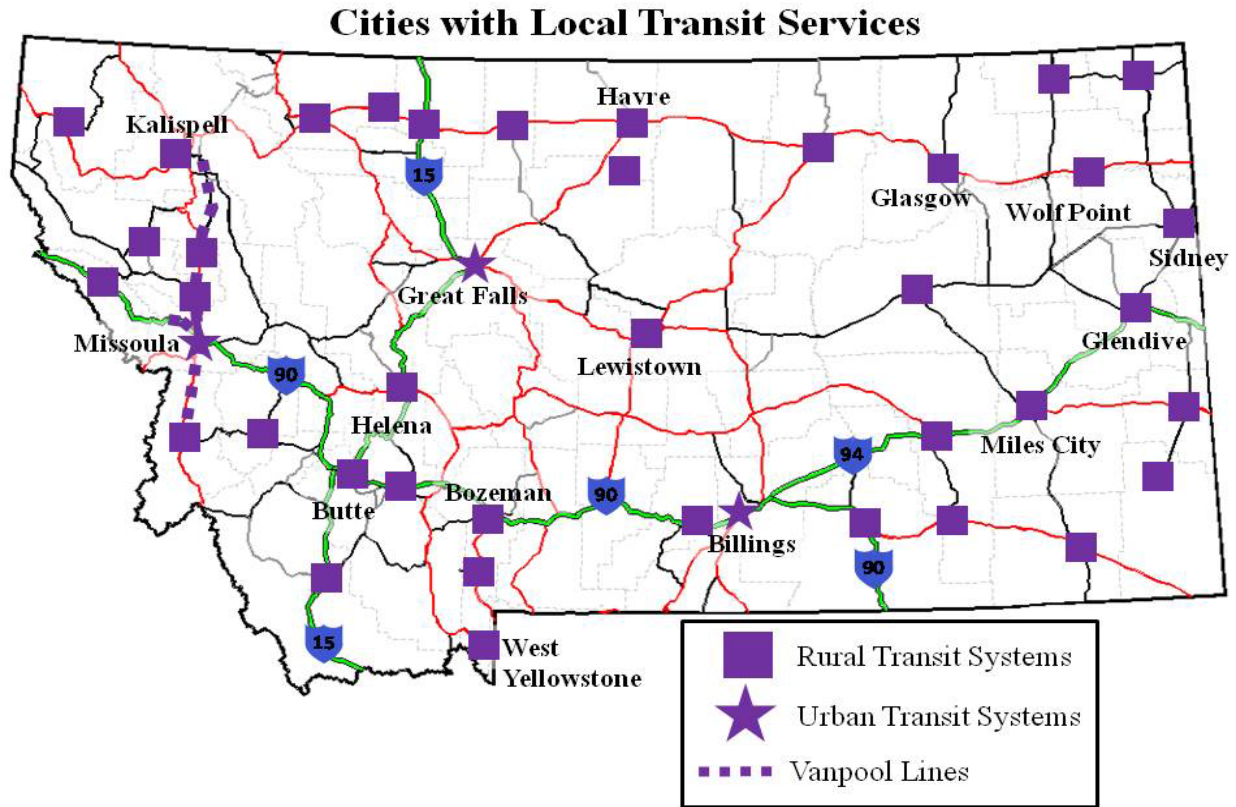 Cities with Local Transit Services
Havre
Kalispell
15
Glasgow
Wolf Point
Sidney
Great Falls
Glendive
Missoula
Lewistown
90
Helena
Miles City
94
Bozeman
90
Butte
Billings
90
15
West
Yellowstone
Rural Transit Systems
Urban Transit Systems
Vanpool Lines